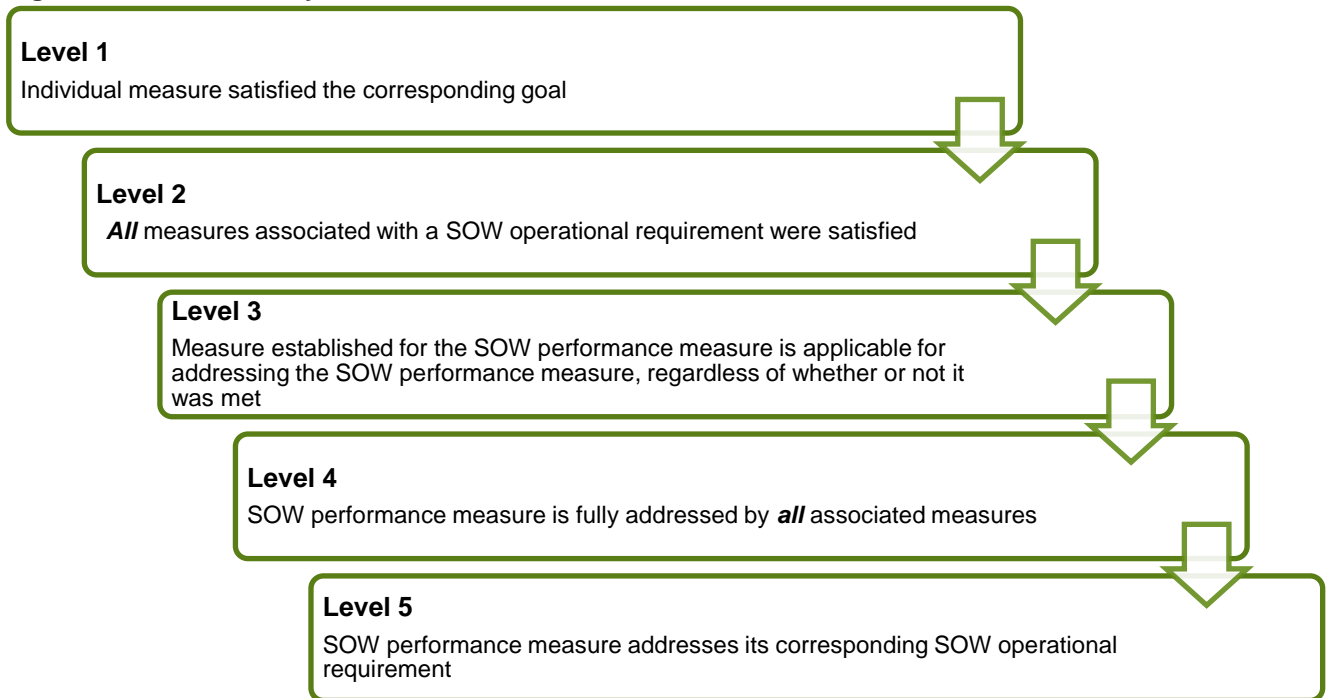 Level 1
Individual measure satisfied the corresponding goal
Level 2
All measures associated with a SOW operational requirement were satisfied
Level 3
Measure established for the SOW performance measure is applicable for
addressing the SOW performance measure, regardless of whether or not it
was met
Level 4
SOW performance measure is fully addressed by all associated measures
Level 5
SOW performance measure addresses its corresponding SOW operational
requirement